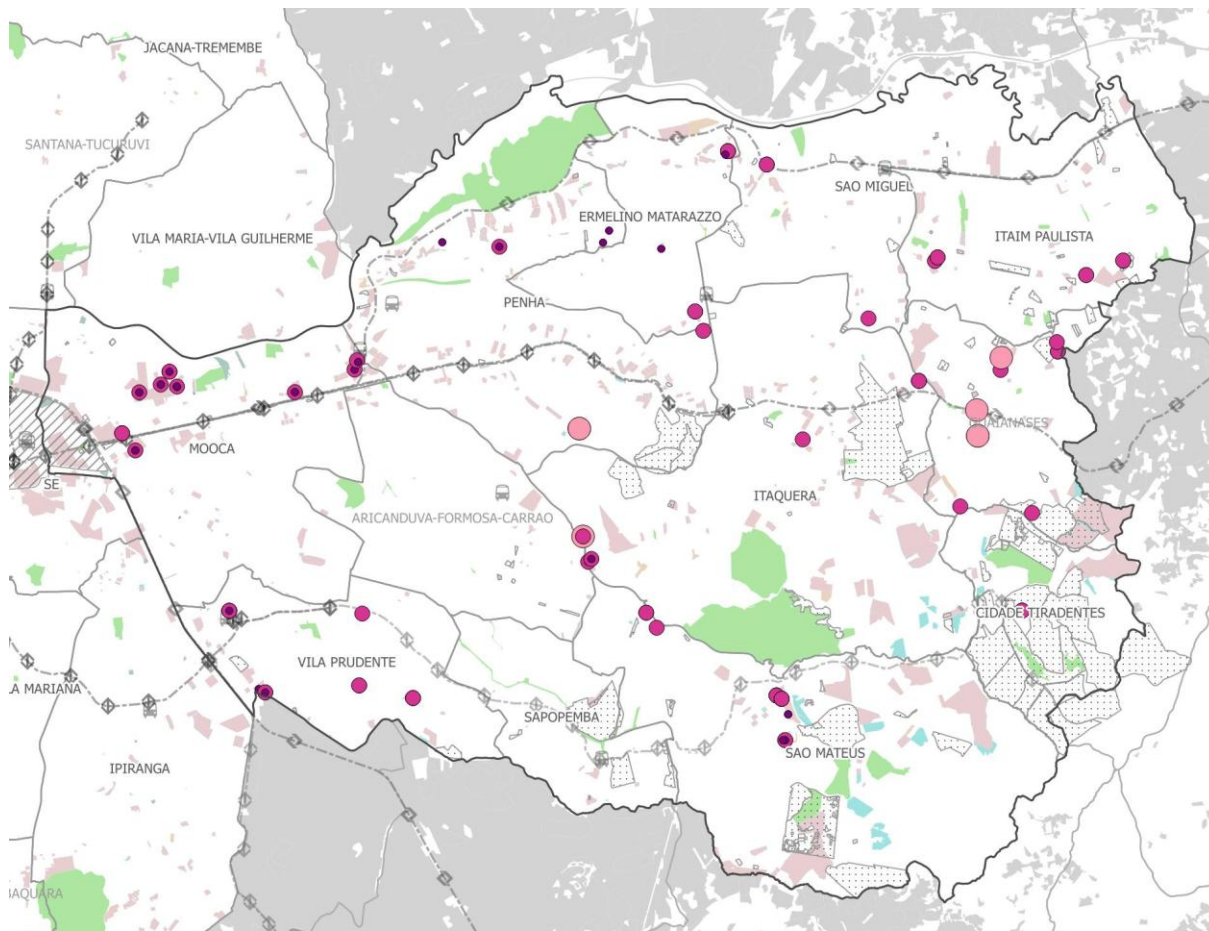 JACANA-TREMEMBE
SANTANA-TUCURUVI
SAO MIGUEL
ERMELINO MATARAZZO
VILA MARIA-VILA GUILHERME
ITAIM PAULISTA
PENHA
GUAIANASES
MOOCA
SE
ITAQUERA
ARICANDUVA-FORMOSA-CARRAO
CIDADE TIRADENTES
VILA PRUDENTE
LA MARIANA
SAPOPEMBA
SAO MATEUS
IPIRANGA
BAQUARA